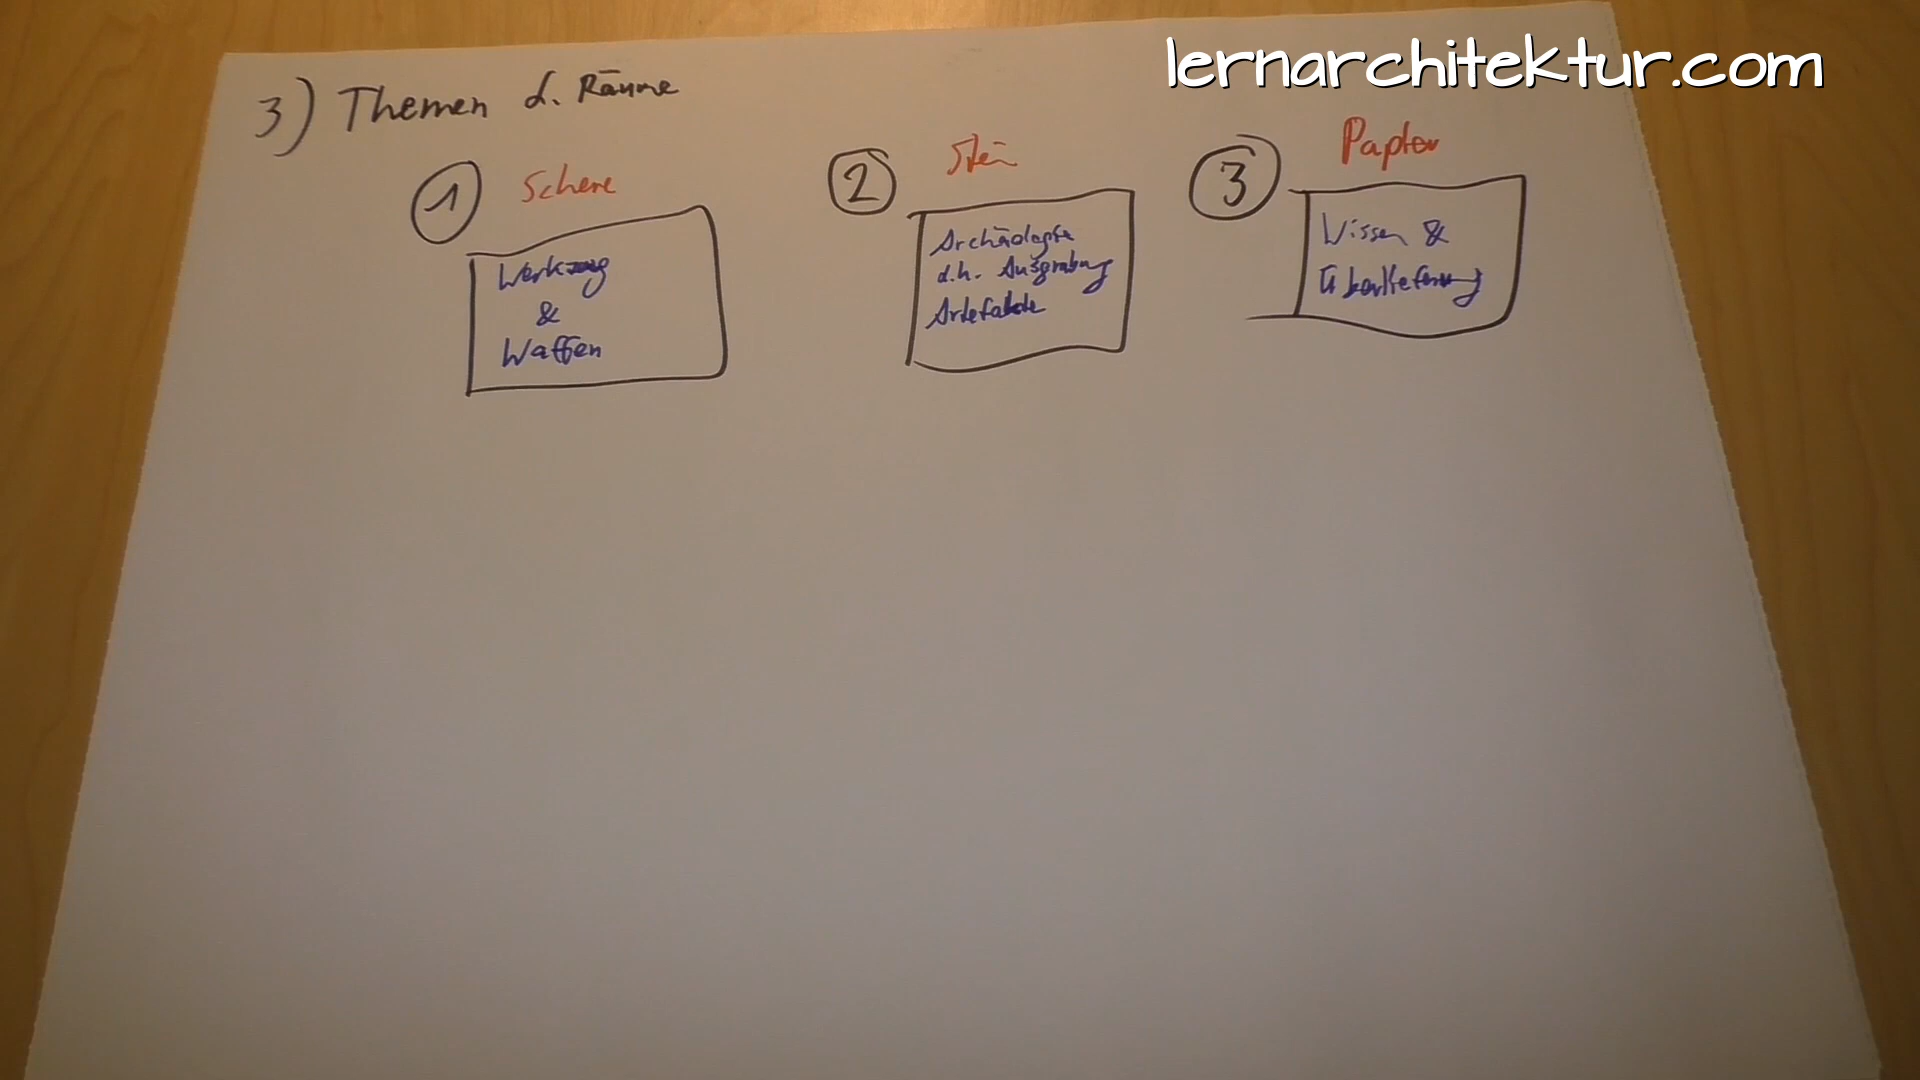 lernarchitektur.com
3) Themen d. Räume
1 Schere
Werkzeug
&
Waffen
2 Stein
Archäologie
d.h. Ausgrabung
Artefakte
3 Papier
Wissen &
Überlieferung